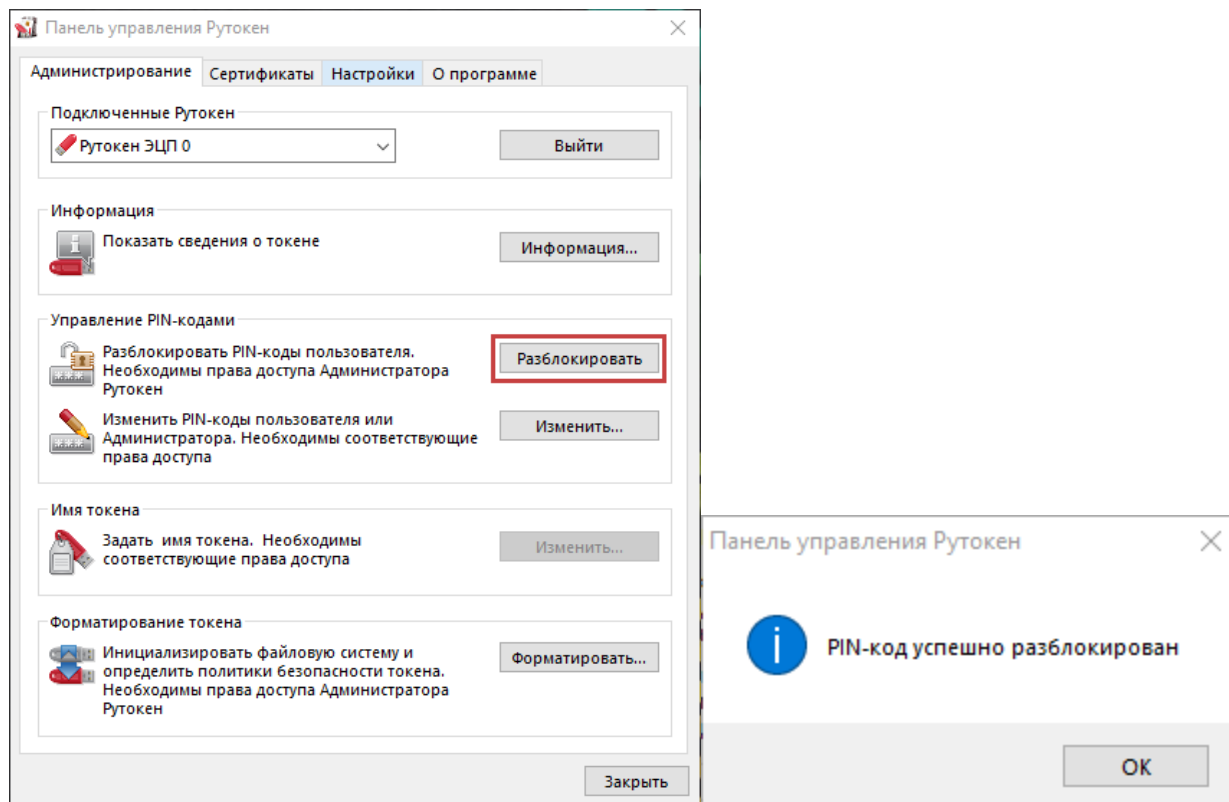 Панель управления Рутокен
Администрирование Сертификаты Настройки О программе
Подключенные Рутокен
Рутокен ЭЦП 0 Выйти
Информация
Показать сведения о токене
Информация...
Управление PIN-кодами
Разблокировать PIN-коды пользователя.
Необходимы права доступа Администратора
Рутокен
Разблокировать
Изменить PIN-коды пользователя или
Администратора. Необходимы соответствующие
права доступа
Изменить...
Имя токена
Задать имя токена. Необходимы
соответствующие права доступа
Изменить...
Форматирование токена
Инициализировать файловую систему и
определить политики безопасности токена.
Необходимы права доступа Администратора
Рутокен
Форматировать...
Закрыть
Панель управления Рутокен
PIN-код успешно разблокирован
ОК